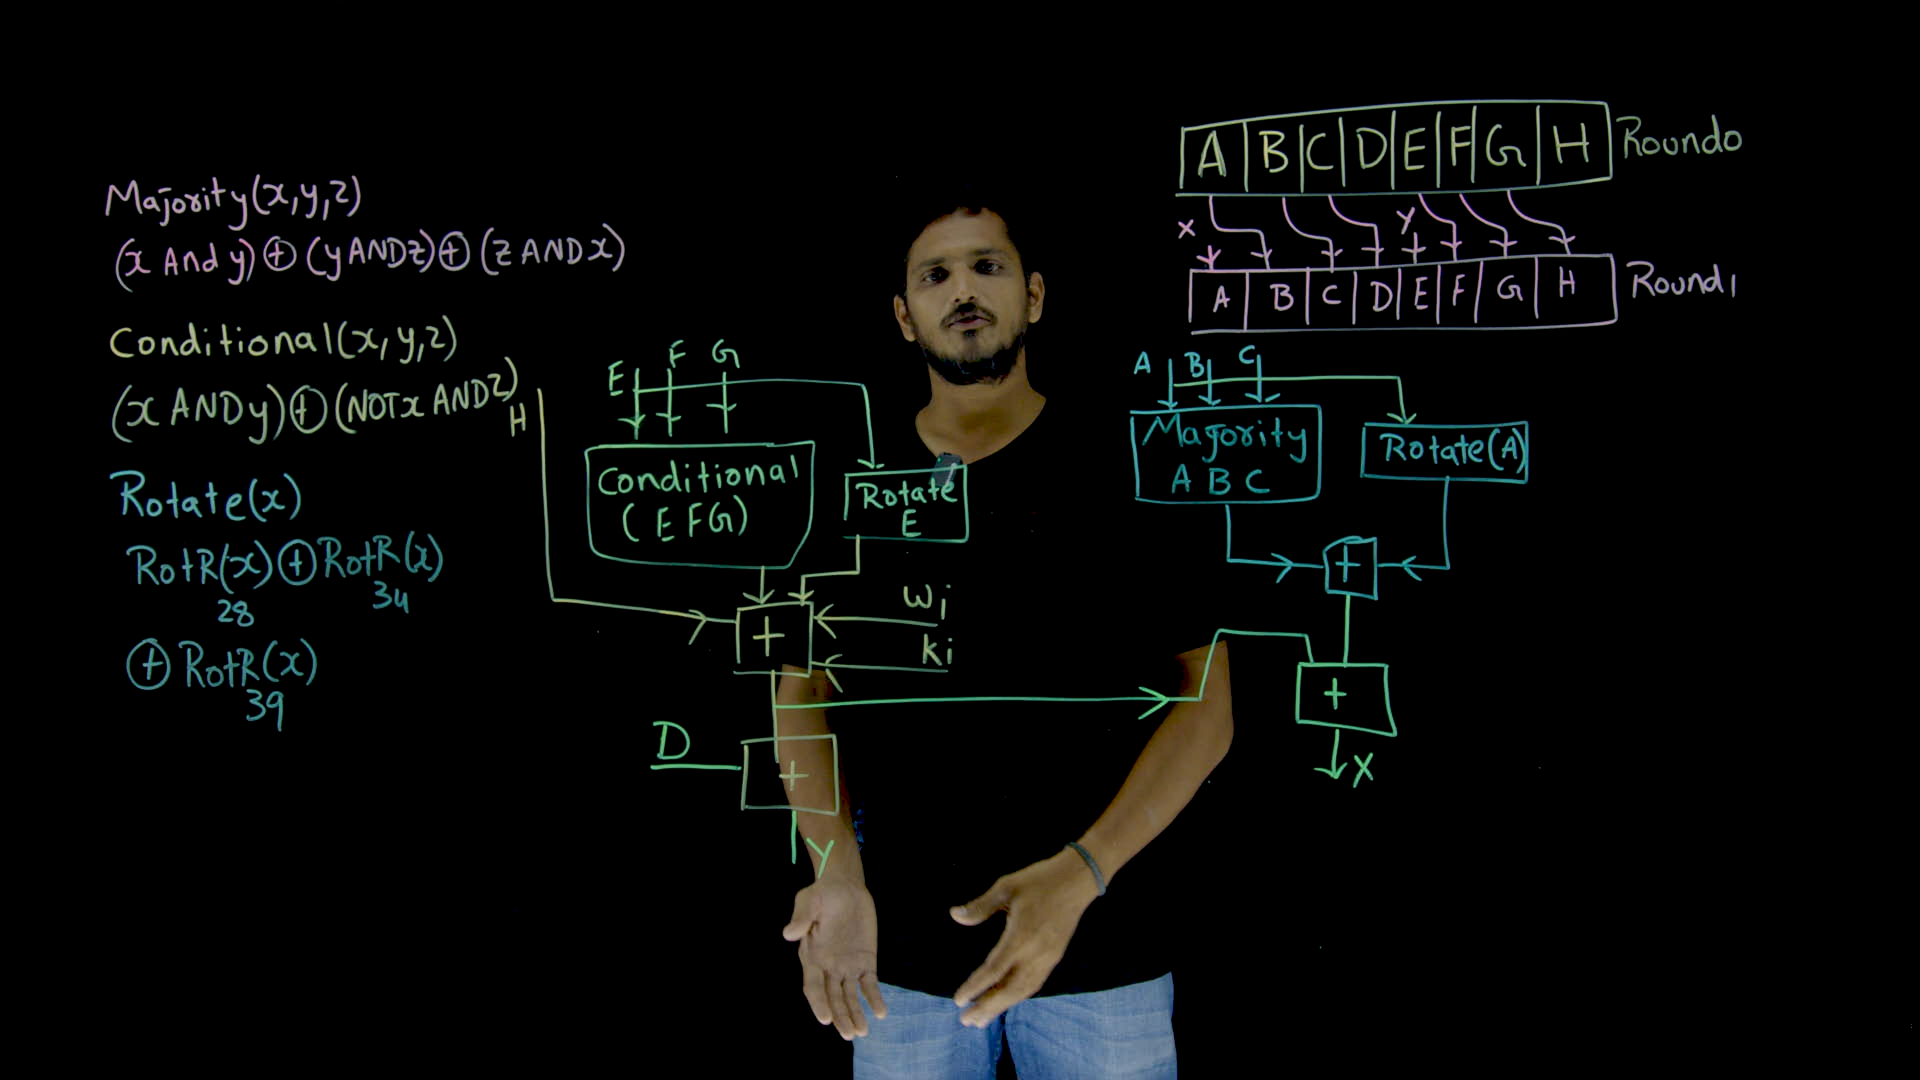 Majority(x,y,z)
(x And y)⊕(y AND z)⊕(z AND x)
Conditional(x,y,z)
(x AND y)⊕(NOT x AND Z)
Rotate(x)
RotR(x)⊕RotR(x)
28 34
⊕RotR(x)
39
H
E F G
Conditional
(E F G)
Rotate
E
+
Wi
Ki
D
+
Y
A B C D E F G H Round0
X Y
A B C D E F G H Round1
A B C
Majority
A B C
Rotate(A)
+
+
X